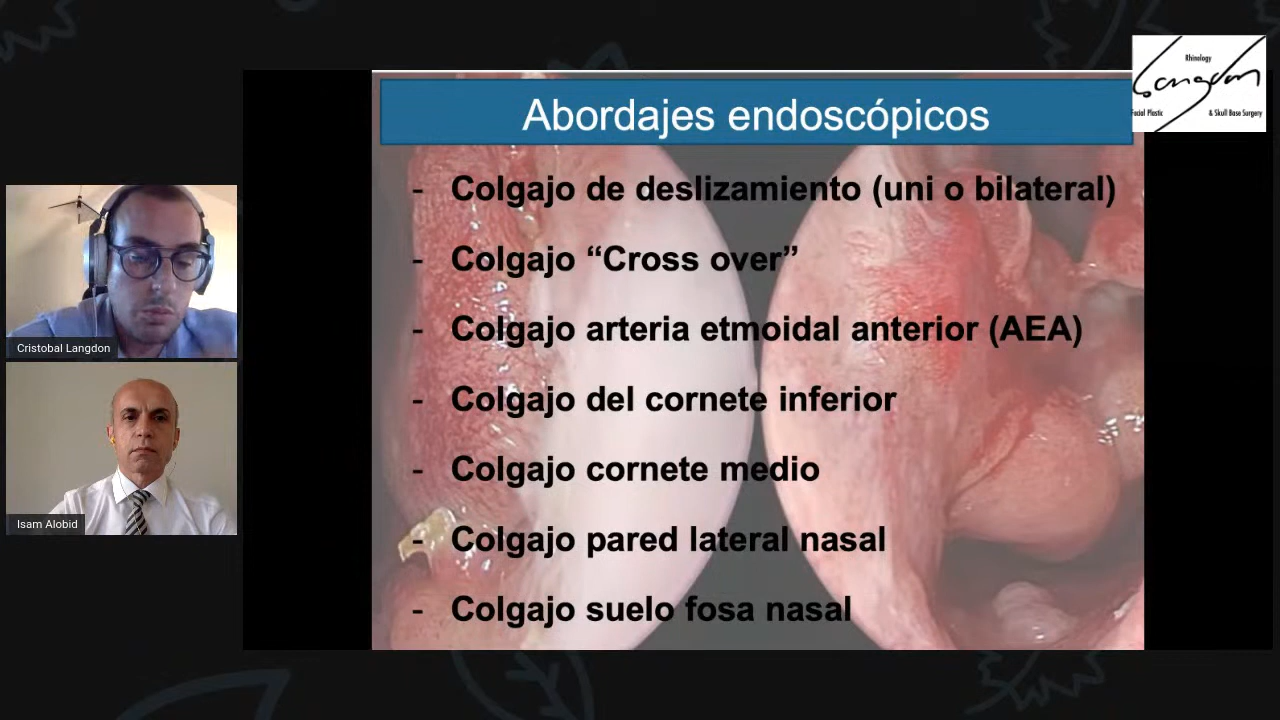 Abordajes endoscópicos
- Colgajo de deslizamiento (uni o bilateral)
- Colgajo “Cross over”
- Colgajo arteria etmoidal anterior (AEA)
- Colgajo del cornete inferior
- Colgajo cornete medio
- Colgajo pared lateral nasal
- Colgajo suelo fosa nasal
Cristobal Langdon
Isam Alobid
Rhinology
Langdon
Facial Plastic & Skull Base Surgery